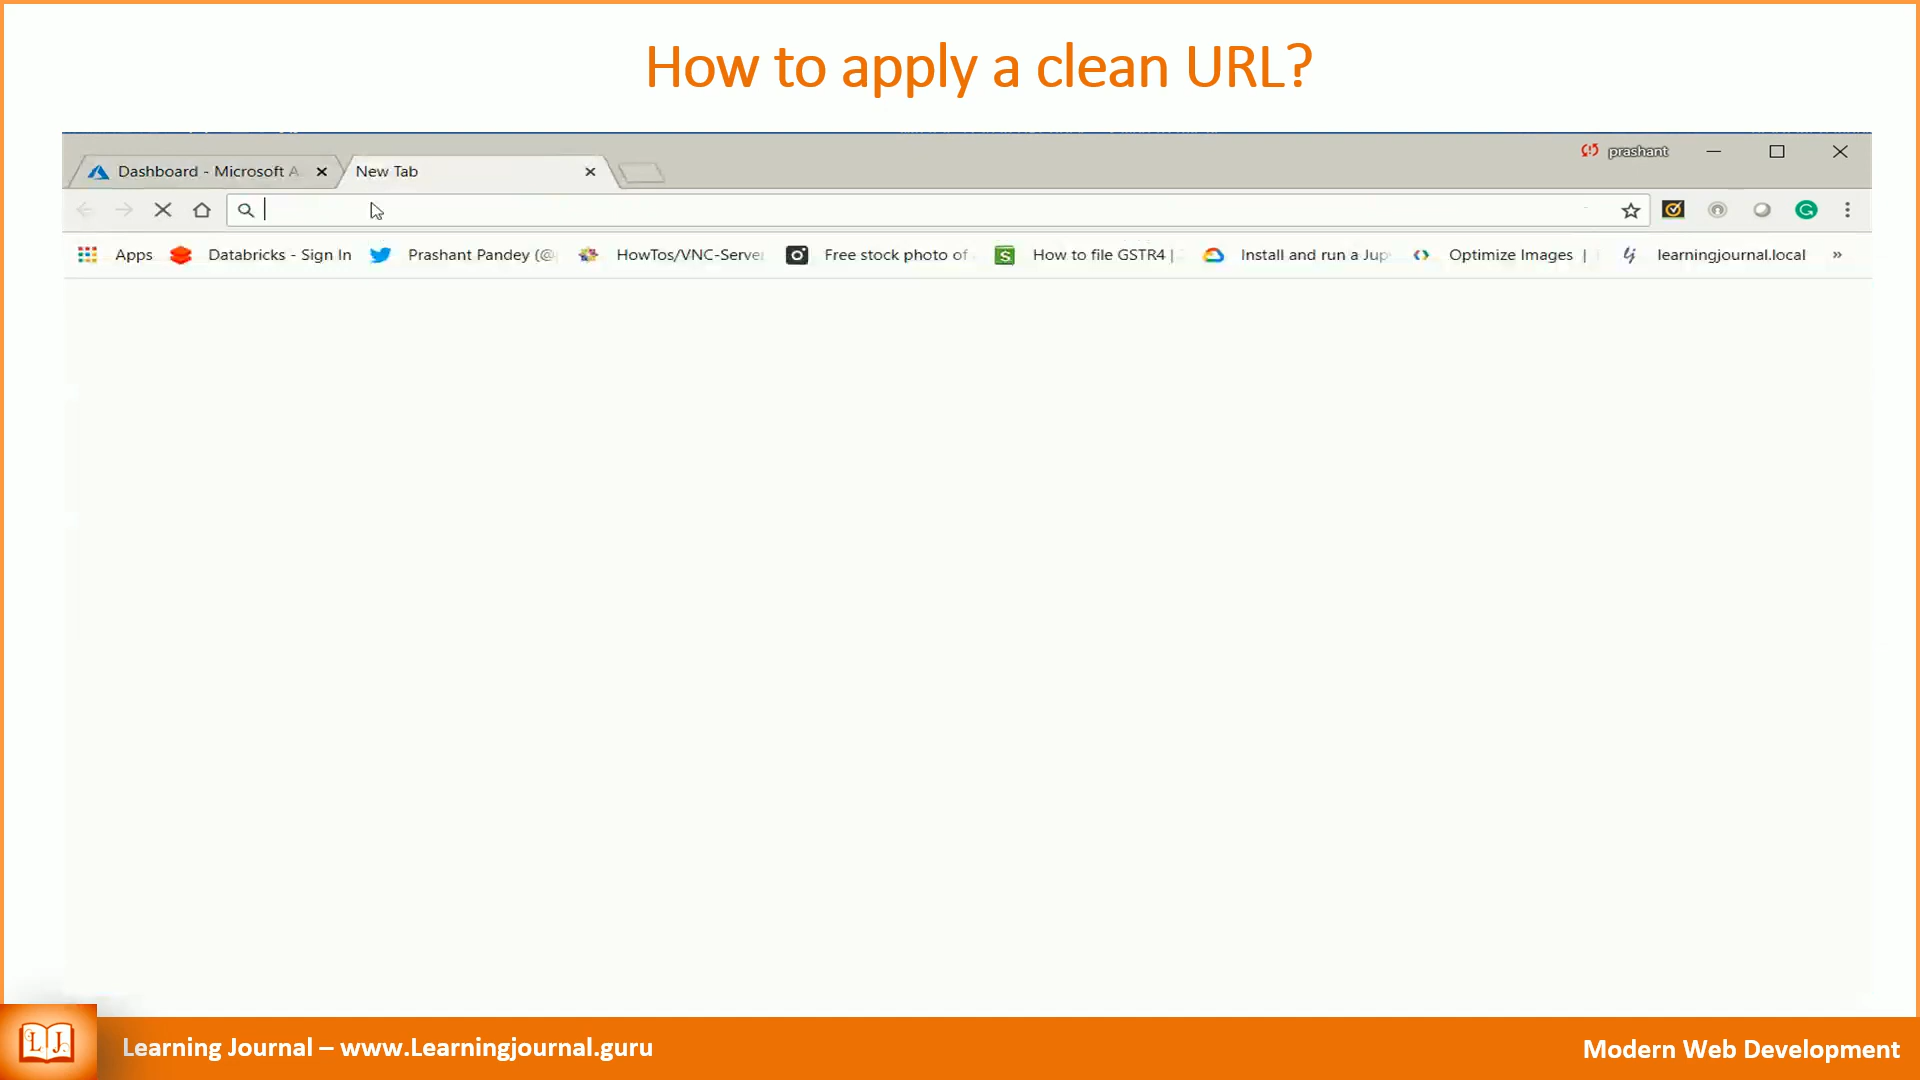 How to apply a clean URL?
prashant
Dashboard - Microsoft A
New Tab
Apps Databricks - Sign In Prashant Pandey (@ HowTos/VNC-Server Free stock photo of How to file GSTR4 | Install and run a Jup Optimize Images | learningjournal.local »
L J
Learning Journal – www.Learningjournal.guru
Modern Web Development